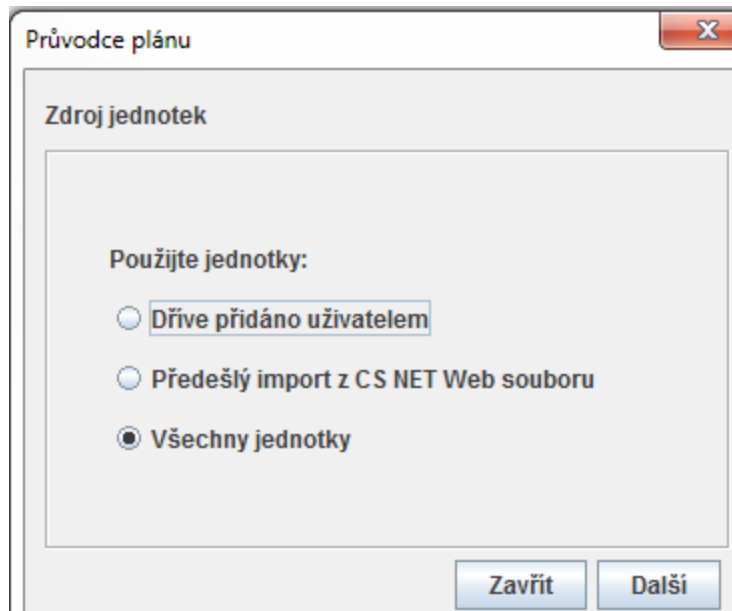 Průvodce plánu
Zdroj jednotek
Použijte jednotky:
Dříve přidáno uživatelem
Předešlý import z CS NET Web souboru
Všechny jednotky
Zavřít
Další